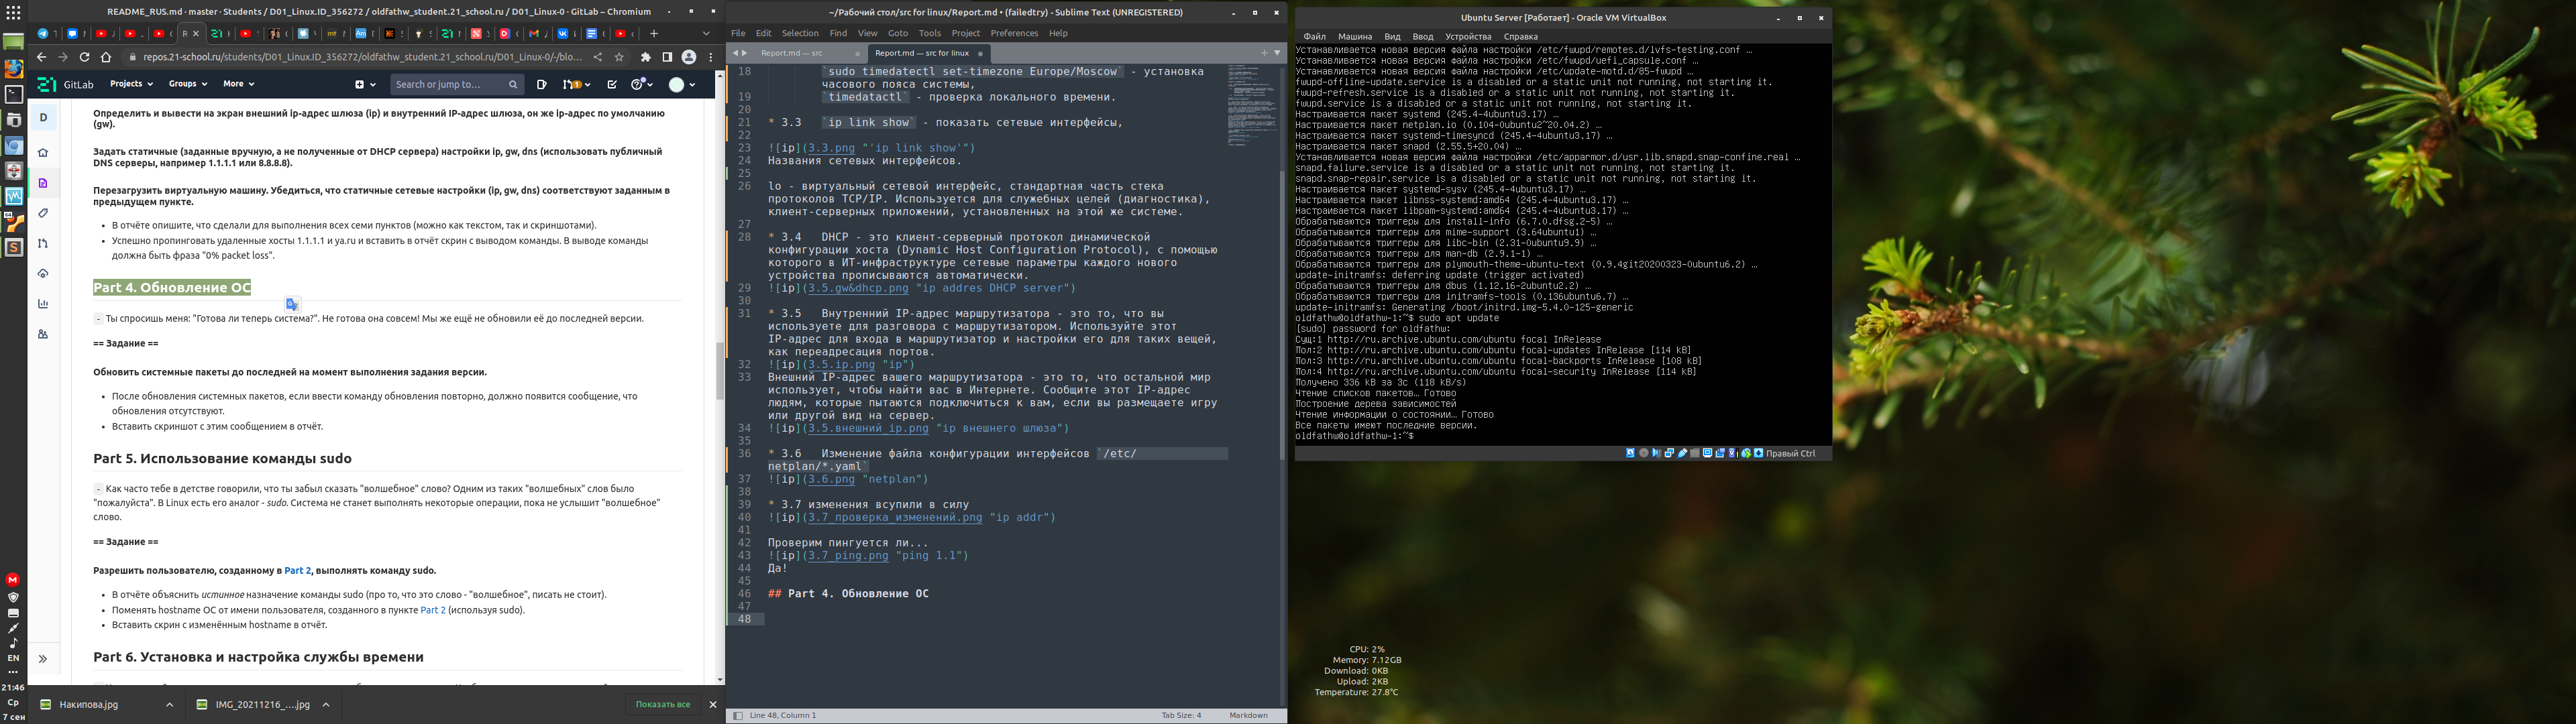 README_RUS.md · master · Students / D01_Linux.ID_356272 / oldfathw_student.21_school.ru / D01_Linux-0 · GitLab – Chromium
repos.21-school.ru/students/D01_Linux.ID_356272/oldfathw_student.21_school.ru/D01_Linux-0/-/blo...
GitLab
Projects
Groups
More
Search or jump to...
1
D
Определить и вывести на экран внешний ip-адрес шлюза (ip) и внутренний IP-адрес шлюза, он же ip-адрес по умолчанию
(gw).
Задать статичные (заданные вручную, а не полученные от DHCP сервера) настройки ip, gw, dns (использовать публичный
DNS серверы, например 1.1.1.1 или 8.8.8.8).
Перезагрузить виртуальную машину. Убедиться, что статичные сетевые настройки (ip, gw, dns) соответствуют заданным в
предыдущем пункте.
• В отчёте опишите, что сделали для выполнения всех семи пунктов (можно как текстом, так и скриншотами).
• Успешно пропинговать удаленные хосты 1.1.1.1 и ya.ru и вставить в отчёт скрин с выводом команды. В выводе команды
должна быть фраза "0% packet loss".
Part 4. Обновление ОС
- Ты спросишь меня: "Готова ли теперь система?". Не готова она совсем! Мы же ещё не обновили её до последней версии.
== Задание ==
Обновить системные пакеты до последней на момент выполнения задания версии.
• После обновления системных пакетов, если ввести команду обновления повторно, должно появится сообщение, что
обновления отсутствуют.
• Вставить скриншот с этим сообщением в отчёт.
Part 5. Использование команды sudo
- Как часто тебе в детстве говорили, что ты забыл сказать "волшебное" слово? Одним из таких "волшебных" слов было
"пожалуйста". В Linux есть его аналог - sudo. Система не станет выполнять некоторые операции, пока не услышит "волшебное"
слово.
== Задание ==
Разрешить пользователю, созданному в Part 2, выполнять команду sudo.
• В отчёте объяснить истинное назначение команды sudo (про то, что это слово - "волшебное", писать не стоит).
• Поменять hostname ОС от имени пользователя, созданного в пункте Part 2 (используя sudo).
• Вставить скрин с изменённым hostname в отчёт.
Part 6. Установка и настройка службы времени
Накипова.jpg
IMG_20211216_....jpg
Показать все
EN
21:46
Ср
7 сен
~/Рабочий стол/src for linux/Report.md • (failedtry) - Sublime Text (UNREGISTERED)
File Edit Selection Find View Goto Tools Project Preferences Help
Report.md — src
Report.md — src for linux
18 `sudo timedatectl set-timezone Europe/Moscow` - установка
часового пояса системы,
19 `timedatactl` - проверка локального времени.
20
21 * 3.3 `ip link show` - показать сетевые интерфейсы,
22
23 ![ip](3.3.png "'ip link show'")
24 Названия сетевых интерфейсов.
25
26 lo - виртуальный сетевой интерфейс, стандартная часть стека
протоколов TCP/IP. Используется для служебных целей (диагностика),
клиент-серверных приложений, установленных на этой же системе.
27
28 * 3.4 DHCP - это клиент-серверный протокол динамической
конфигурации хоста (Dynamic Host Configuration Protocol), с помощью
которого в ИТ-инфраструктуре сетевые параметры каждого нового
устройства прописываются автоматически.
29 ![ip](3.5.gw&dhcp.png "ip addres DHCP server")
30
31 * 3.5 Внутренний IP-адрес маршрутизатора - это то, что вы
используете для разговора с маршрутизатором. Используйте этот
IP-адрес для входа в маршрутизатор и настройки его для таких вещей,
как переадресация портов.
32 ![ip](3.5.ip.png "ip")
33 Внешний IP-адрес вашего маршрутизатора - это то, что остальной мир
использует, чтобы найти вас в Интернете. Сообщите этот IP-адрес
людям, которые пытаются подключиться к вам, если вы размещаете игру
или другой вид на сервер.
34 ![ip](3.5.внешний_ip.png "ip внешнего шлюза")
35
36 * 3.6 Изменение файла конфигурации интерфейсов `/etc/
netplan/*.yaml`
37 ![ip](3.6.png "netplan")
38
39 * 3.7 изменения всупили в силу
40 ![ip](3.7_проверка_изменений.png "ip addr")
41
42 Проверим пингуется ли...
43 ![ip](3.7_ping.png "ping 1.1")
44 Да!
45
46 ## Part 4. Обновление ОС
47
48
Line 48, Column 1
Tab Size: 4
Markdown
Ubuntu Server [Работает] - Oracle VM VirtualBox
Файл Машина Вид Ввод Устройства Справка
Устанавливается новая версия файла настройки /etc/fwupd/remotes.d/lvfs-testing.conf …
Устанавливается новая версия файла настройки /etc/fwupd/uefi_capsule.conf …
Устанавливается новая версия файла настройки /etc/update-motd.d/85-fwupd …
fwupd-offline-update.service is a disabled or a static unit not running, not starting it.
fwupd-refresh.service is a disabled or a static unit not running, not starting it.
fwupd.service is a disabled or a static unit not running, not starting it.
Настраивается пакет systemd (245.4-4ubuntu3.17) …
Настраивается пакет netplan.io (0.104-0ubuntu2~20.04.2) …
Настраивается пакет systemd-timesyncd (245.4-4ubuntu3.17) …
Настраивается пакет snapd (2.55.5+20.04) …
Устанавливается новая версия файла настройки /etc/apparmor.d/usr.lib.snapd.snap-confine.real …
snapd.failure.service is a disabled or a static unit not running, not starting it.
snapd.snap-repair.service is a disabled or a static unit not running, not starting it.
Настраивается пакет systemd-sysv (245.4-4ubuntu3.17) …
Настраивается пакет libnss-systemd:amd64 (245.4-4ubuntu3.17) …
Настраивается пакет libpam-systemd:amd64 (245.4-4ubuntu3.17) …
Обрабатываются триггеры для install-info (6.7.0.dfsg.2-5) …
Обрабатываются триггеры для mime-support (3.64ubuntu1) …
Обрабатываются триггеры для libc-bin (2.31-0ubuntu9.9) …
Обрабатываются триггеры для man-db (2.9.1-1) …
Обрабатываются триггеры для plymouth-theme-ubuntu-text (0.9.4git20200323-0ubuntu6.2) …
update-initramfs: deferring update (trigger activated)
Обрабатываются триггеры для dbus (1.12.16-2ubuntu2.2) …
Обрабатываются триггеры для initramfs-tools (0.136ubuntu6.7) …
update-initramfs: Generating /boot/initrd.img-5.4.0-125-generic
oldfathw@oldfathw-1:~$ sudo apt update
[sudo] password for oldfathw:
Сущ:1 http://ru.archive.ubuntu.com/ubuntu focal InRelease
Пол:2 http://ru.archive.ubuntu.com/ubuntu focal-updates InRelease [114 kB]
Пол:3 http://ru.archive.ubuntu.com/ubuntu focal-backports InRelease [108 kB]
Пол:4 http://ru.archive.ubuntu.com/ubuntu focal-security InRelease [114 kB]
Получено 336 kB за 3с (118 kB/s)
Чтение списков пакетов… Готово
Построение дерева зависимостей
Чтение информации о состоянии… Готово
Все пакеты имеют последние версии.
oldfathw@oldfathw-1:~$
Правый Ctrl
CPU: 2%
Memory: 7.12GB
Download: 0KB
Upload: 2KB
Temperature: 27.8°C